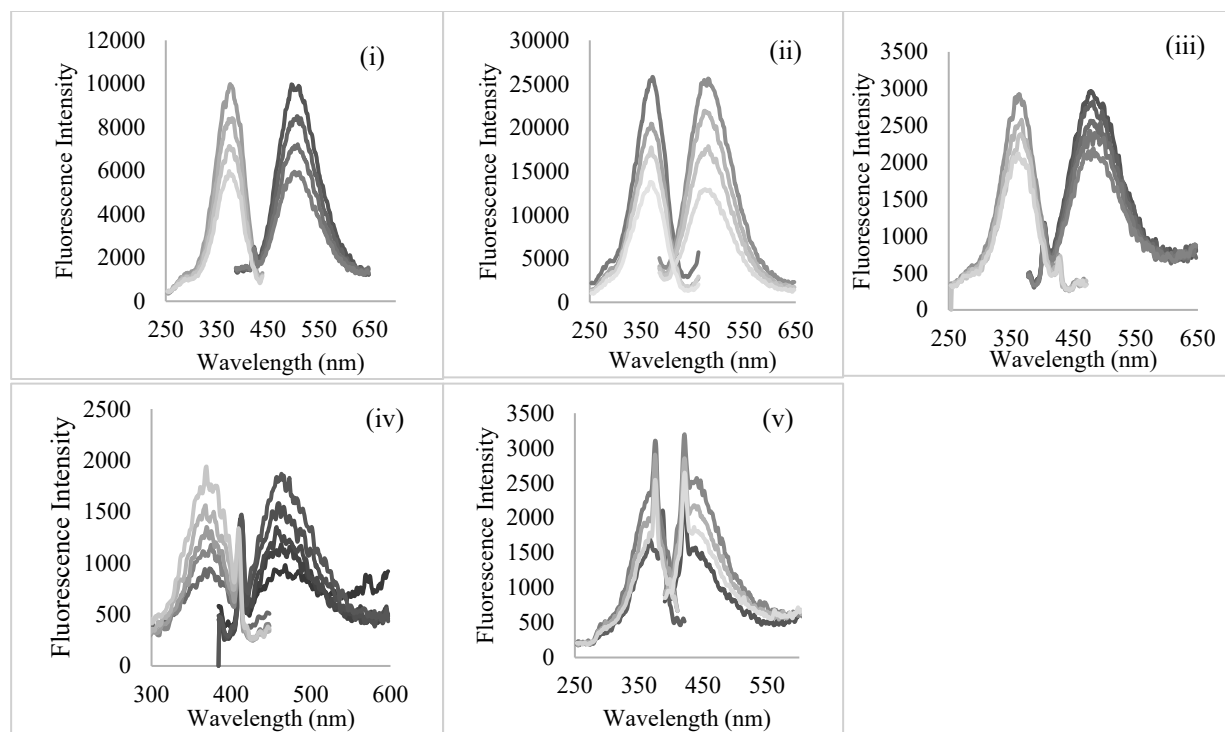 (i)
Fluorescence Intensity
12000
10000
8000
6000
4000
2000
0
250 350 450 550 650
Wavelength (nm)
(ii)
Fluorescence Intensity
30000
25000
20000
15000
10000
5000
0
250 350 450 550 650
Wavelength (nm)
(iii)
Fluorescence Intensity
3500
3000
2500
2000
1500
1000
500
0
250 350 450 550 650
Wavelength (nm)
(iv)
Fluorescence Intensity
2500
2000
1500
1000
500
0
300 400 500 600
Wavelength (nm)
(v)
Fluorescence Intensity
3500
3000
2500
2000
1500
1000
500
0
250 350 450 550
Wavelength (nm)